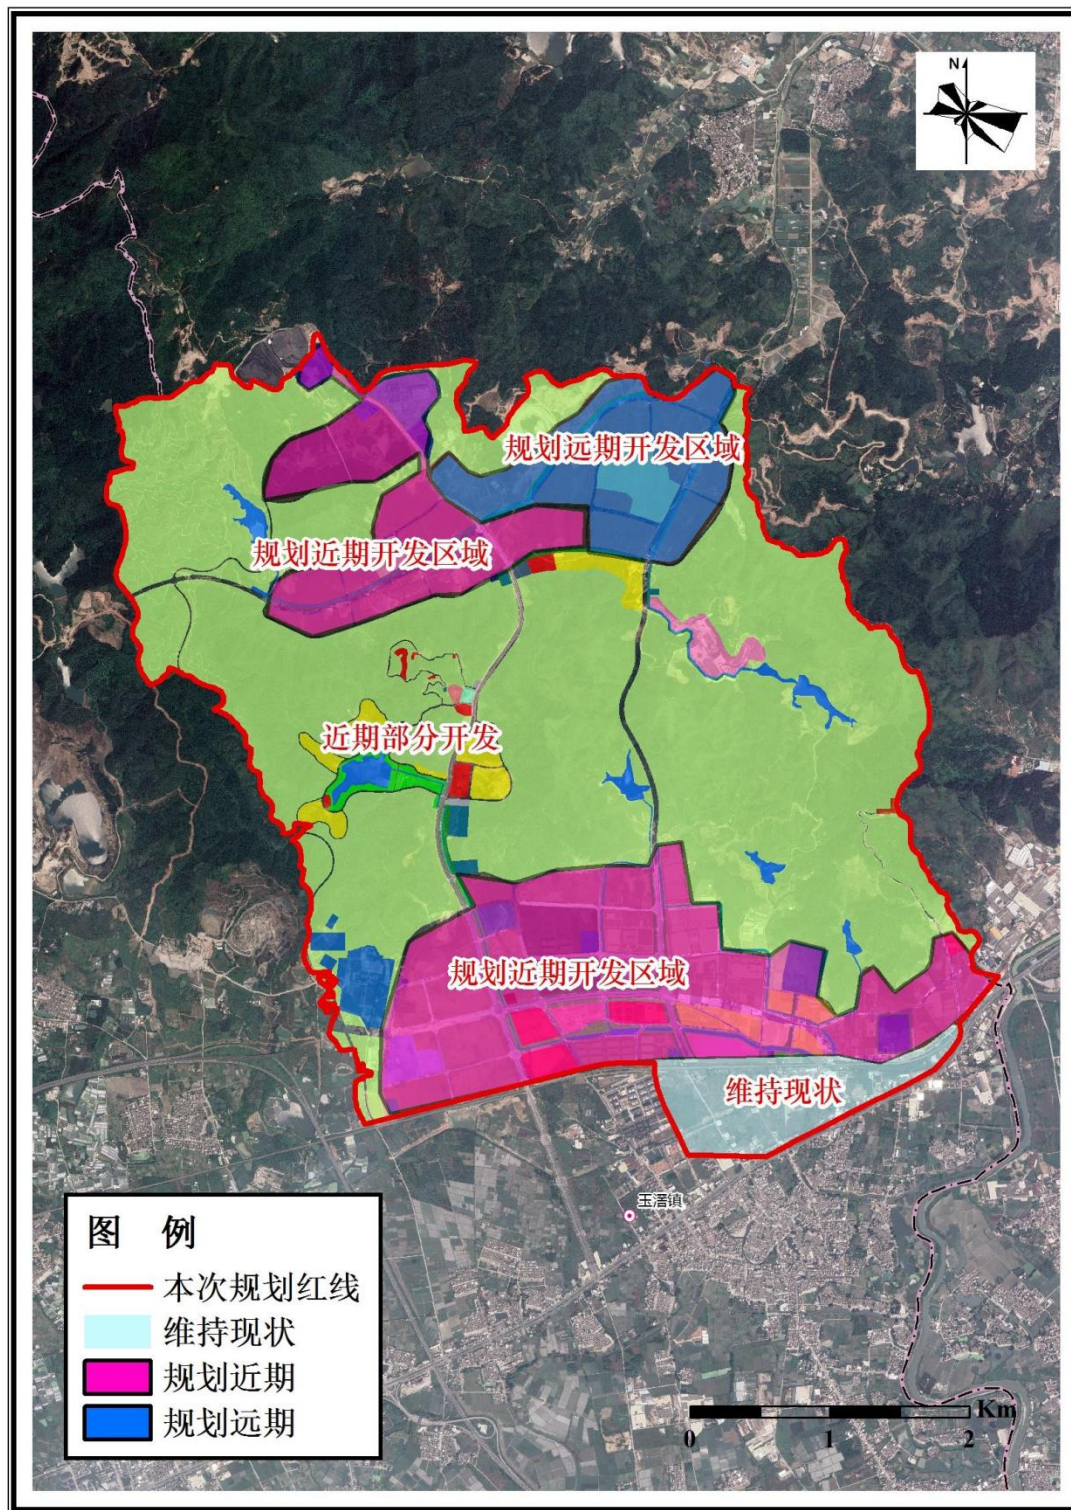 N
规划远期开发区域
规划近期开发区域
近期部分开发
规划近期开发区域
维持现状
玉滘镇
图 例
本次规划红线
维持现状
规划近期
规划远期
Km
0 1 2